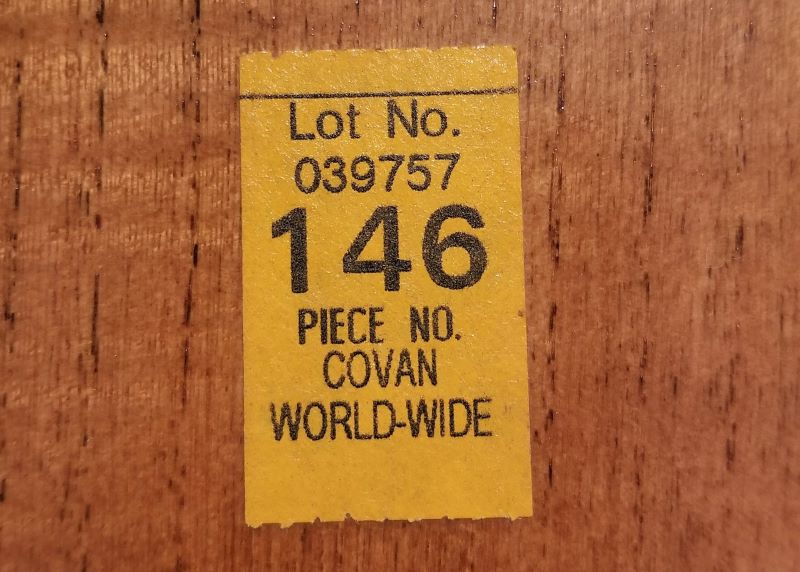 Lot No.
039757
146
PIECE NO.
COVAN
WORLD-WIDE